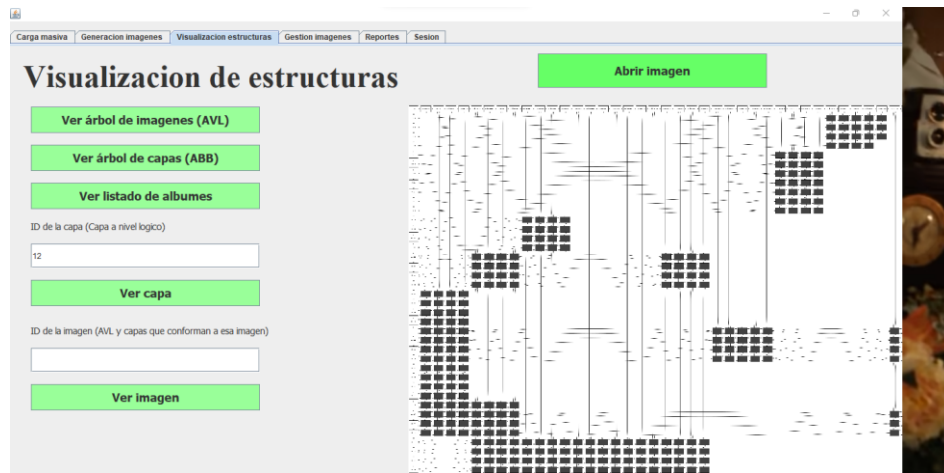 Carga masiva Generacion imagenes Visualizacion estructuras Gestion imagenes Reportes Sesion
Visualizacion de estructuras
Abrir imagen
Ver árbol de imagenes (AVL)
Ver árbol de capas (ABB)
Ver listado de albumes
ID de la capa (Capa a nivel logico)
12
Ver capa
ID de la imagen (AVL y capas que conforman a esa imagen)
Ver imagen